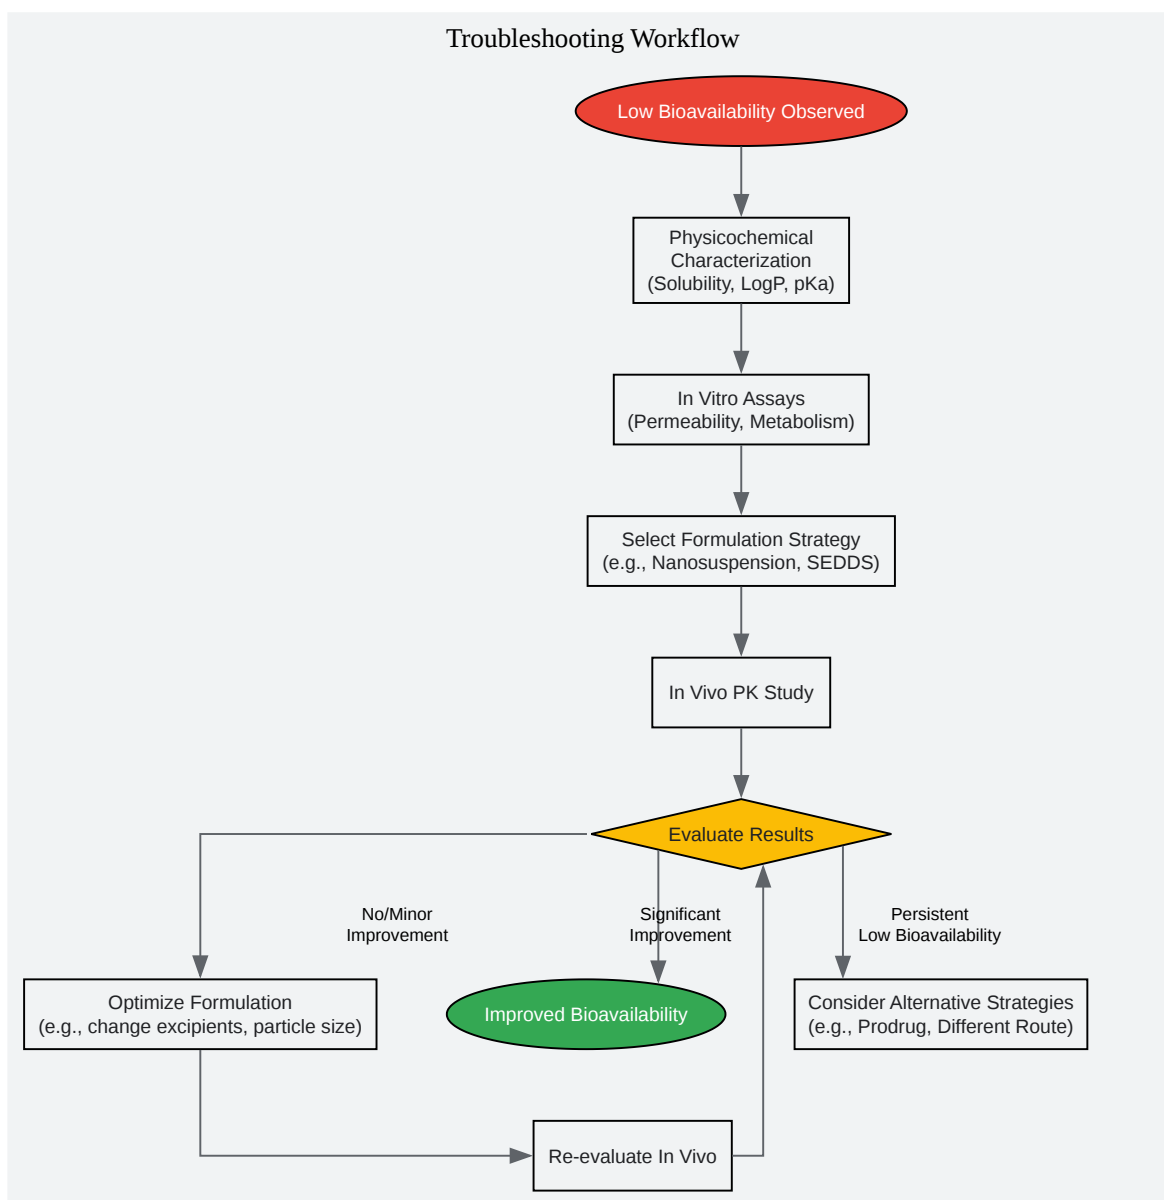 Troubleshooting Workflow
Low Bioavailability Observed
Physicochemical
Characterization
(Solubility, LogP, pKa)
In Vitro Assays
(Permeability, Metabolism)
Select Formulation Strategy
(e.g., Nanosuspension, SEDDS)
In Vivo PK Study
Evaluate Results
No/Minor
Improvement
Significant
Improvement
Persistent
Low Bioavailability
Optimize Formulation
(e.g., change excipients, particle size)
Improved Bioavailability
Consider Alternative Strategies
(e.g., Prodrug, Different Route)
Re-evaluate In Vivo